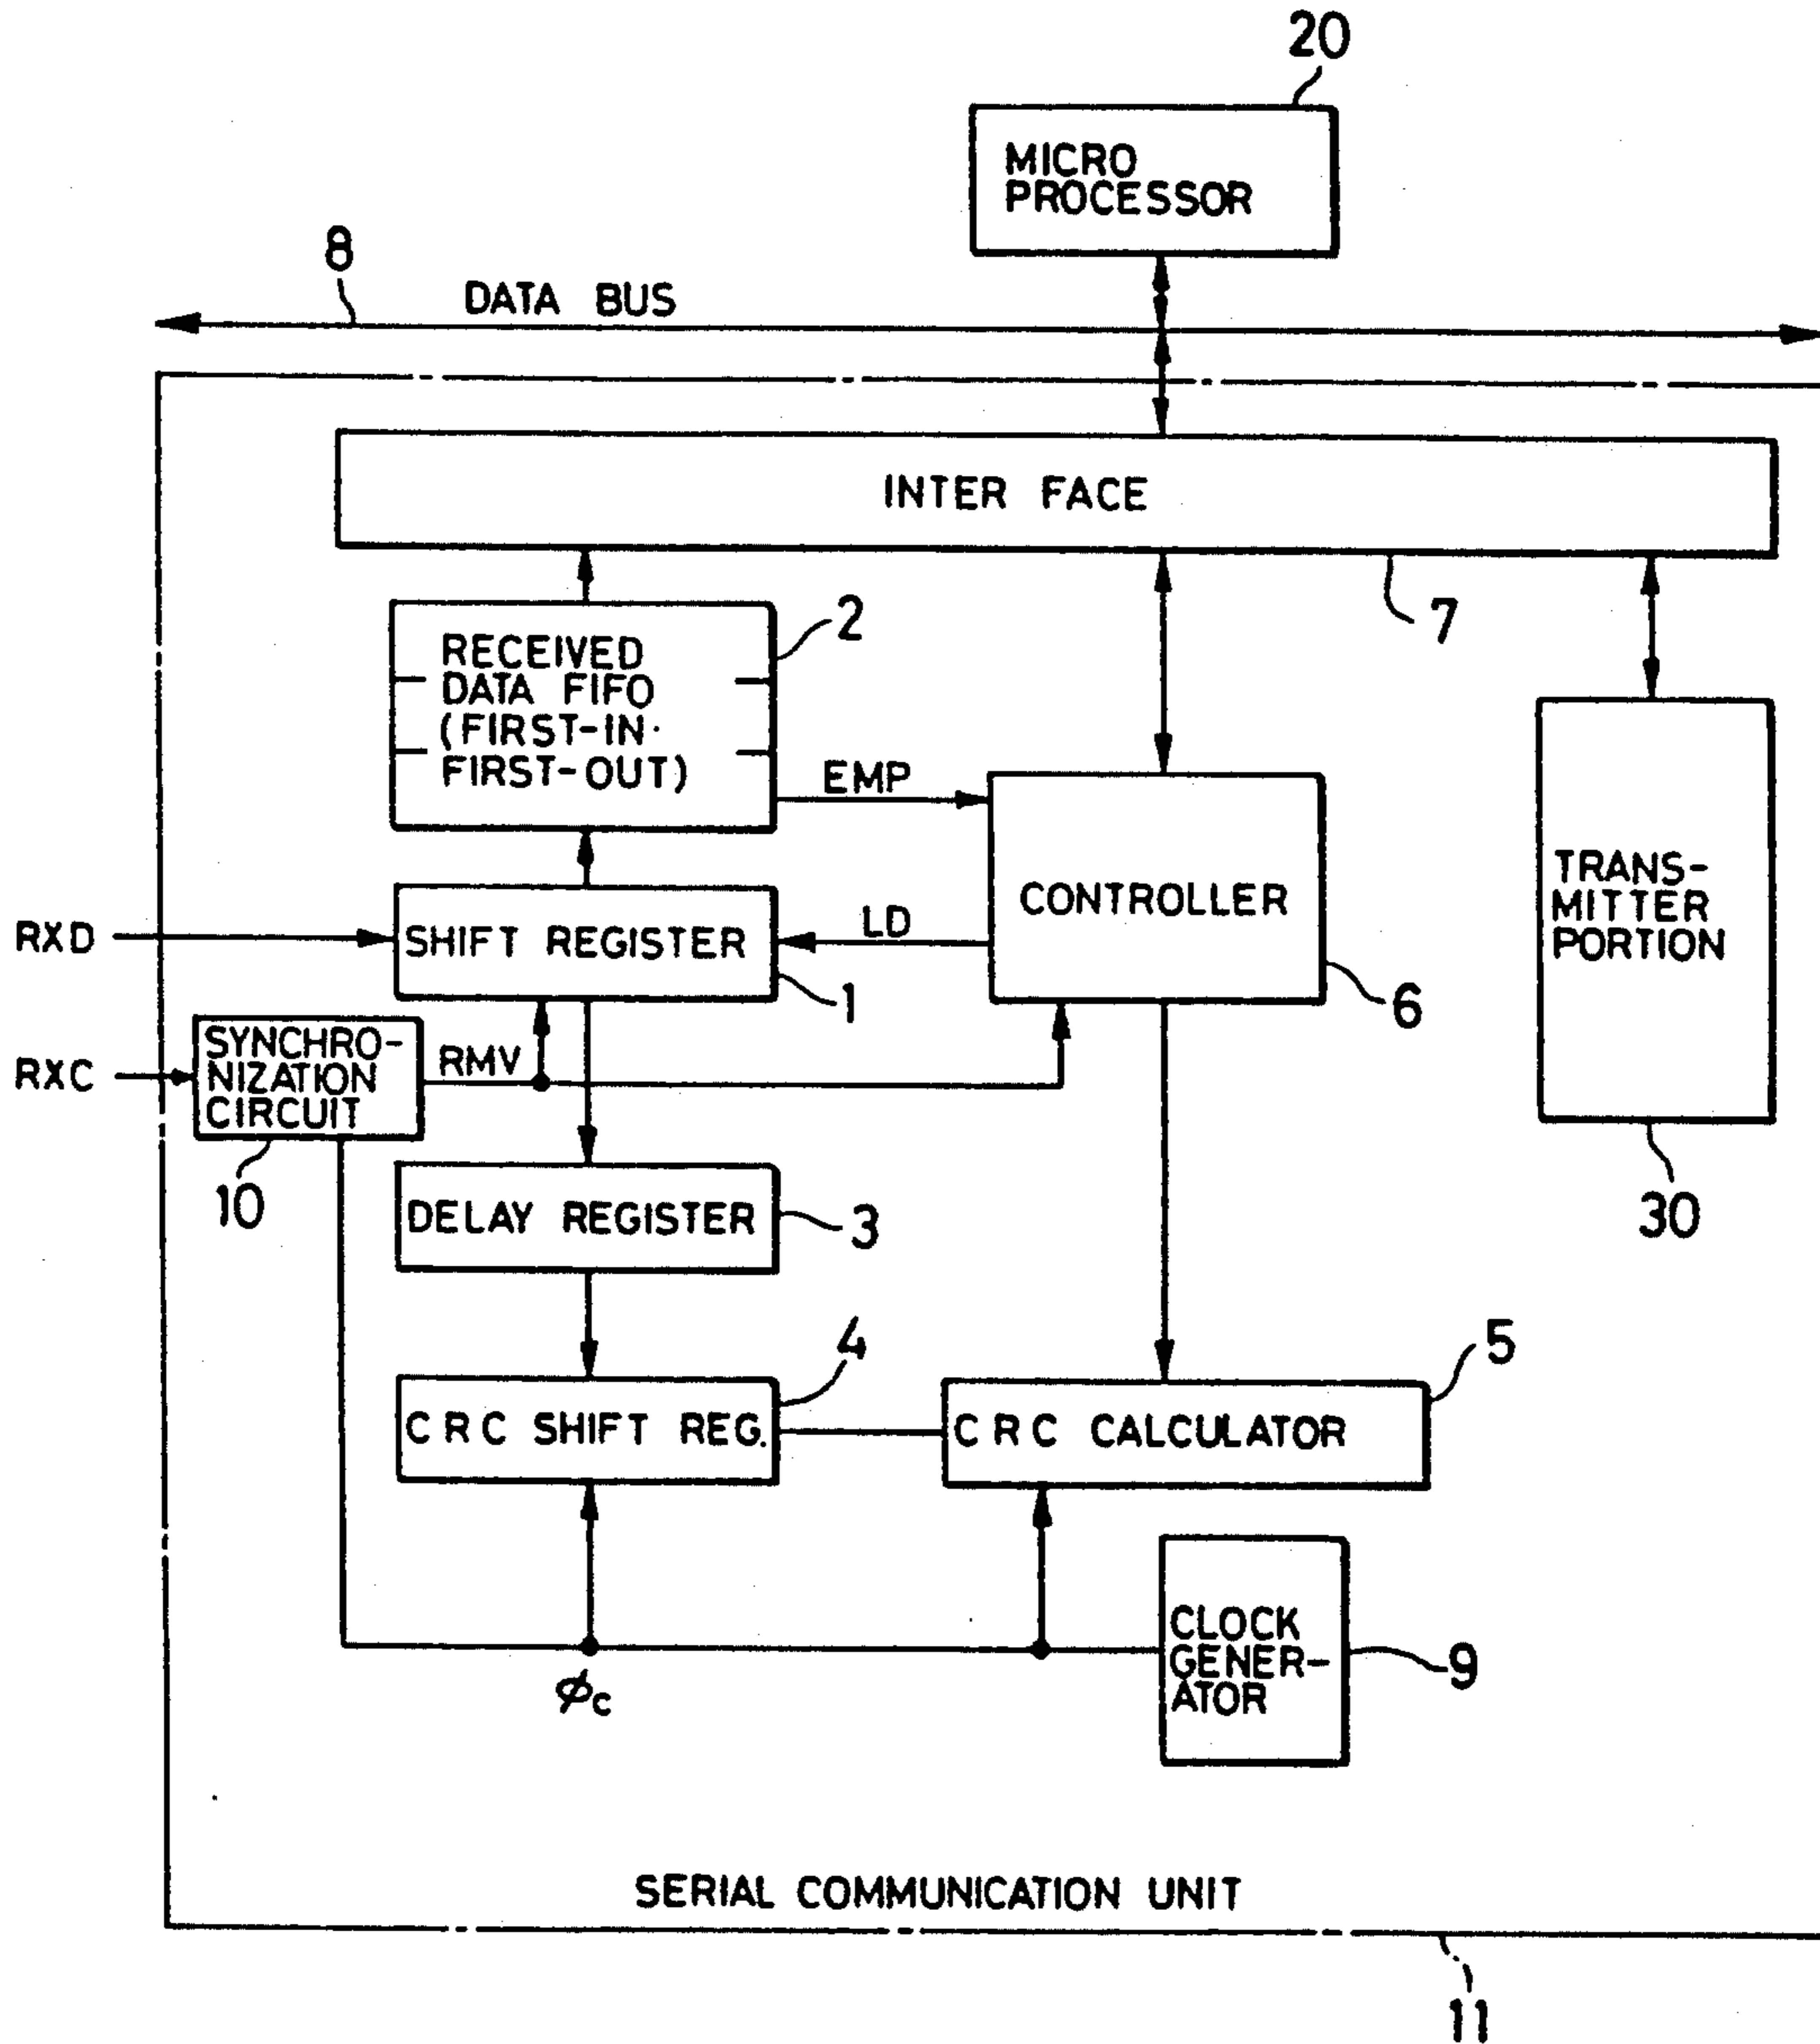 20
MICRO
PROCESSOR
8
DATA BUS
INTER FACE
7
RECEIVED
DATA FIFO
(FIRST-IN·
FIRST-OUT)
2
EMP
CONTROLLER
6
TRANS-
MITTER
PORTION
30
RXD
SHIFT REGISTER
1
LD
RXC
SYNCHRO-
NIZATION
CIRCUIT
10
RMV
DELAY REGISTER
3
CRC SHIFT REG.
4
CRC CALCULATOR
5
φc
CLOCK
GENER-
ATOR
9
SERIAL COMMUNICATION UNIT
11